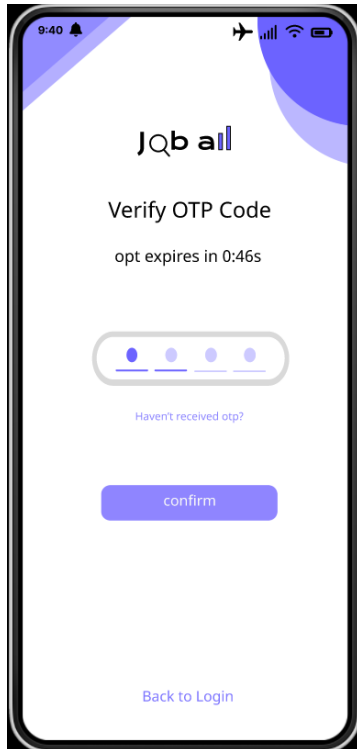 9:40
Job all
Verify OTP Code
opt expires in 0:46s
Haven't received otp?
confirm
Back to Login